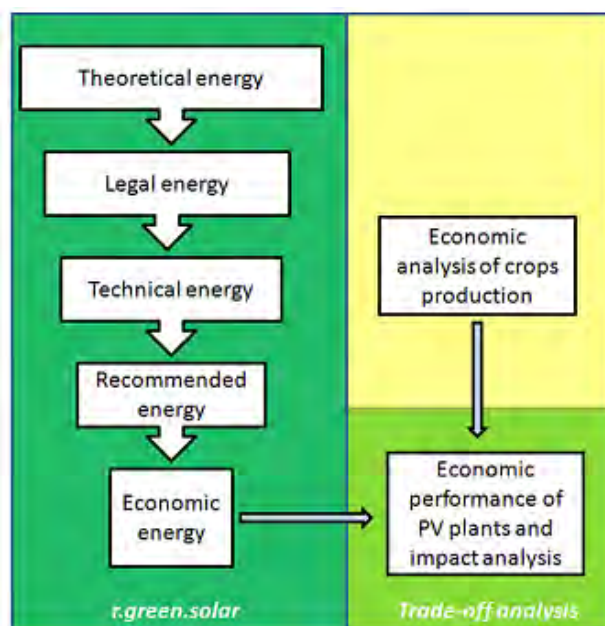 Theoretical energy
Legal energy
Technical energy
Recommended
energy
Economic
energy
r.green.solar
Economic
analysis of crops
production
Economic
performance of
PV plants and
impact analysis
Trade-off analysis